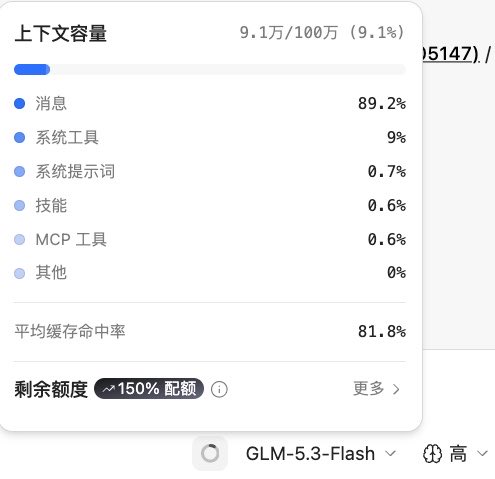 上下文容量 9.1万/100万 (9.1%)
05147) /
消息 89.2%
系统工具 9%
系统提示词 0.7%
技能 0.6%
MCP 工具 0.6%
其他 0%
平均缓存命中率 81.8%
剩余额度 150% 配额 更多
GLM-5.3-Flash 高